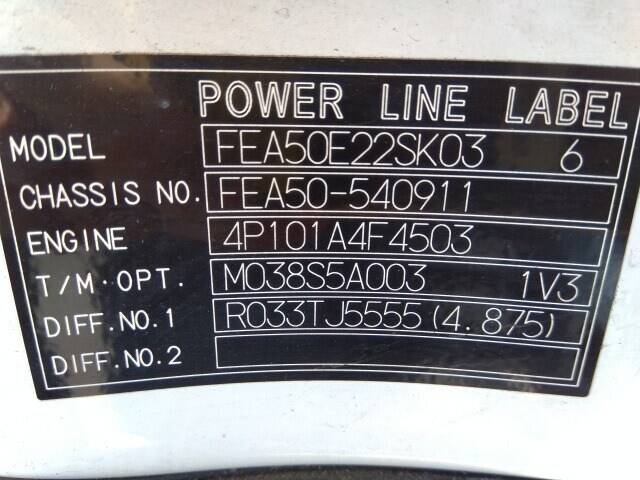 POWER LINE LABEL
MODEL FEA50E22SK03 6
CHASSIS NO. FEA50-540911
ENGINE 4P101A4F4503
T/M·OPT. M038S5A003 1V3
DIFF.NO.1 R033TJ5555(4.875)
DIFF.NO.2